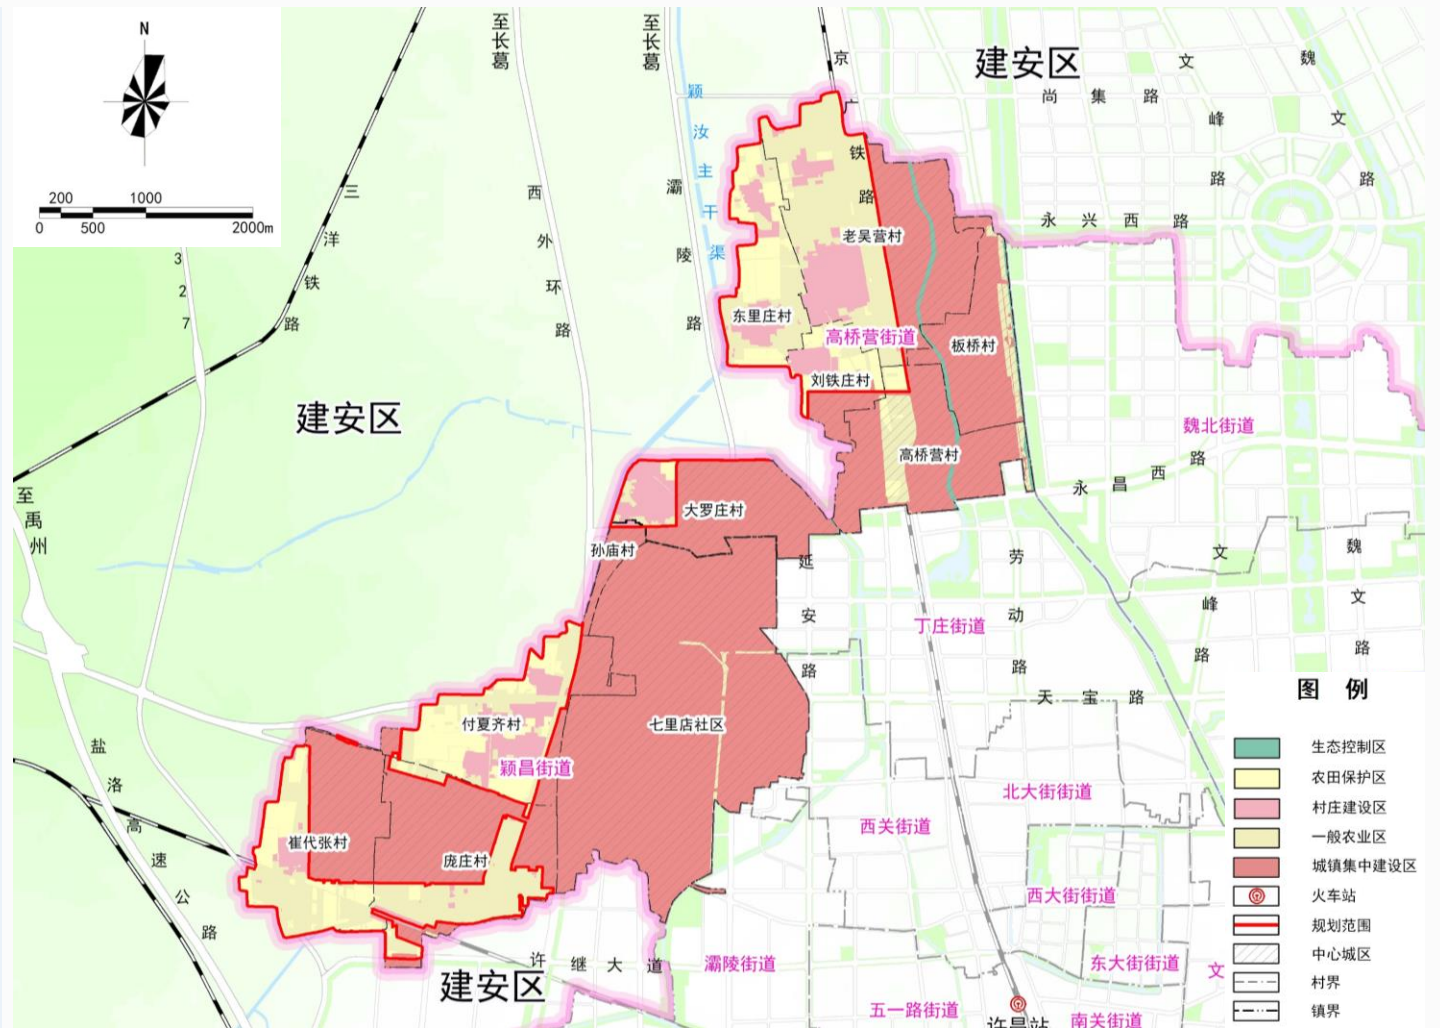 N
200
1000
0
500
2000m
至长葛
至长葛
颍汝主干渠
京广铁路
建安区
尚集路
文峰路
魏文路
永兴西路
三洋铁路
西外环路
灞陵路
327
老吴营村
东里庄村
高桥营街道
板桥村
刘铁庄村
建安区
魏北街道
高桥营村
永昌西路
至禹州
大罗庄村
孙庙村
延安路
劳动路
文峰路
魏文路
丁庄街道
天宝路
付夏齐村
七里店社区
颍昌街道
盐洛高速公路
崔代张村
庞庄村
北大街街道
西关街道
西大街街道
许继大道
灞陵街道
东大街街道
文
建安区
五一路街道
许昌站
南关街道
图例
生态控制区
农田保护区
村庄建设区
一般农业区
城镇集中建设区
火车站
规划范围
中心城区
村界
镇界